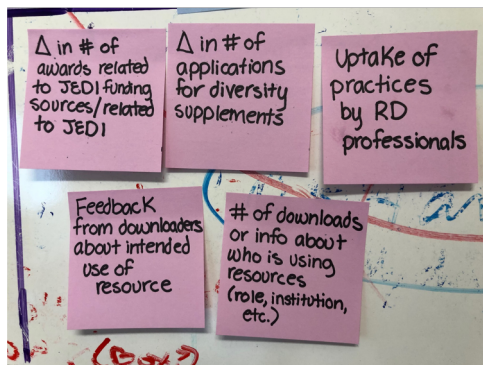 Δ in # of
awards related
to JEDI funding
sources/related
to JEDI
Δ in # of
applications
for diversity
supplements
Uptake of
practices
by RD
professionals
Feedback
from downloaders
about intended
use of
resource
# of downloads
or info about
who is using
resources
(role, institution,
etc.)